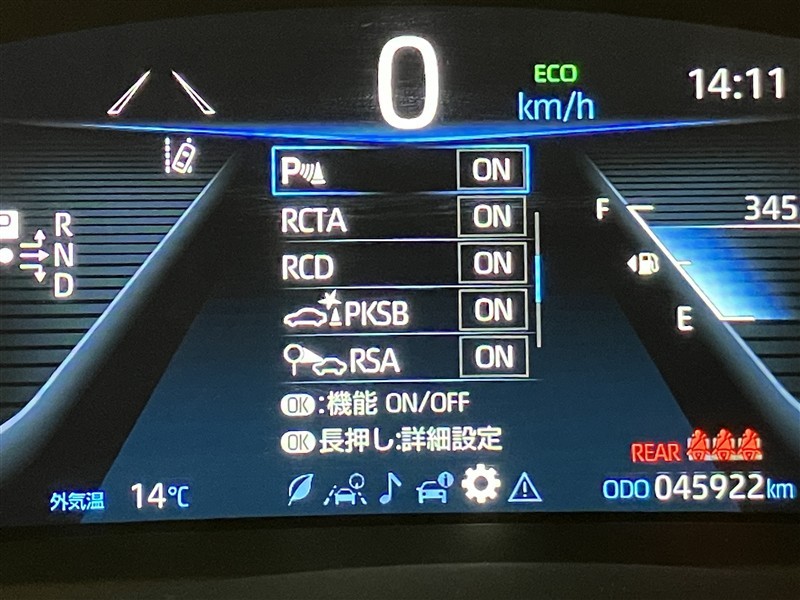 0
ECO
km/h
14:11
P ON
RCTA ON
RCD ON
PKSB ON
RSA ON
OK:機能 ON/OFF
OK長押し:詳細設定
P
R
N
D
345
F
E
REAR
外気温 14℃
i
ODO 045922 km